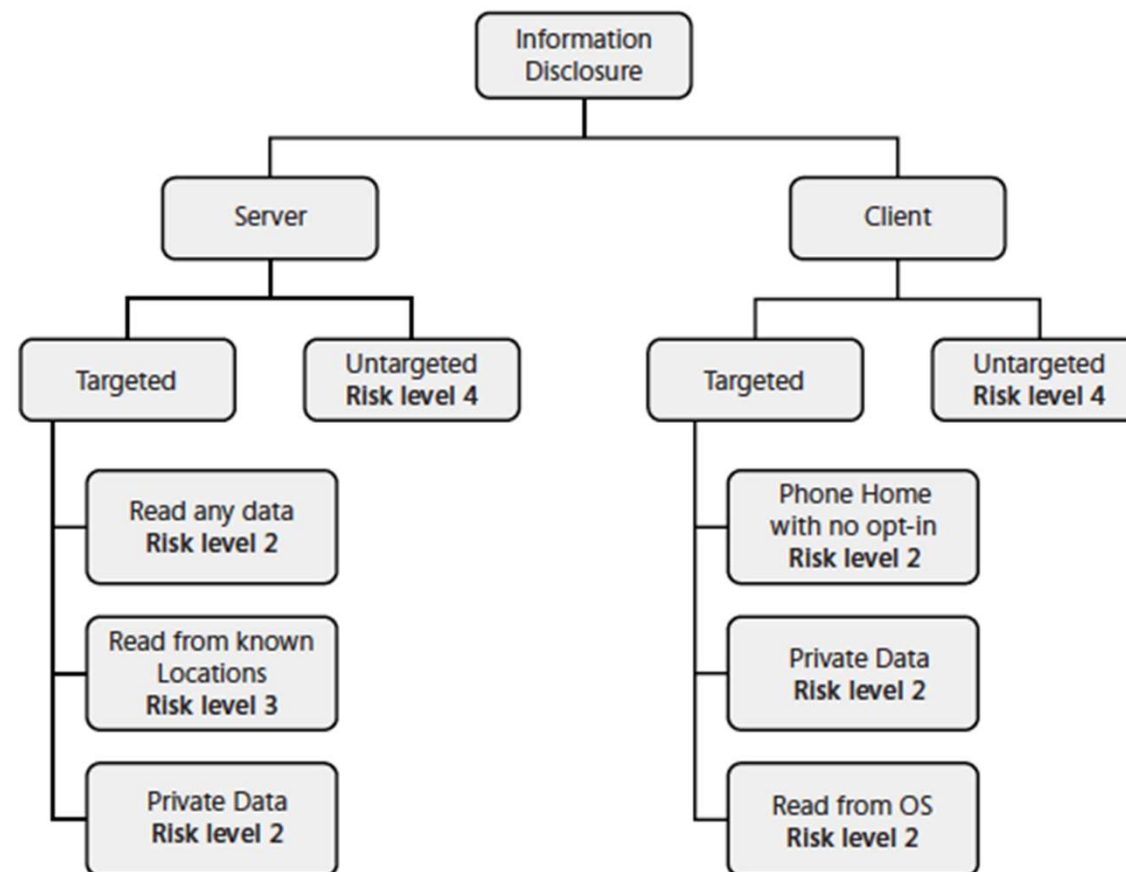 Information
Disclosure
Server
Client
Targeted
Untargeted
Risk level 4
Targeted
Untargeted
Risk level 4
Read any data
Risk level 2
Read from known
Locations
Risk level 3
Private Data
Risk level 2
Phone Home
with no opt-in
Risk level 2
Private Data
Risk level 2
Read from OS
Risk level 2